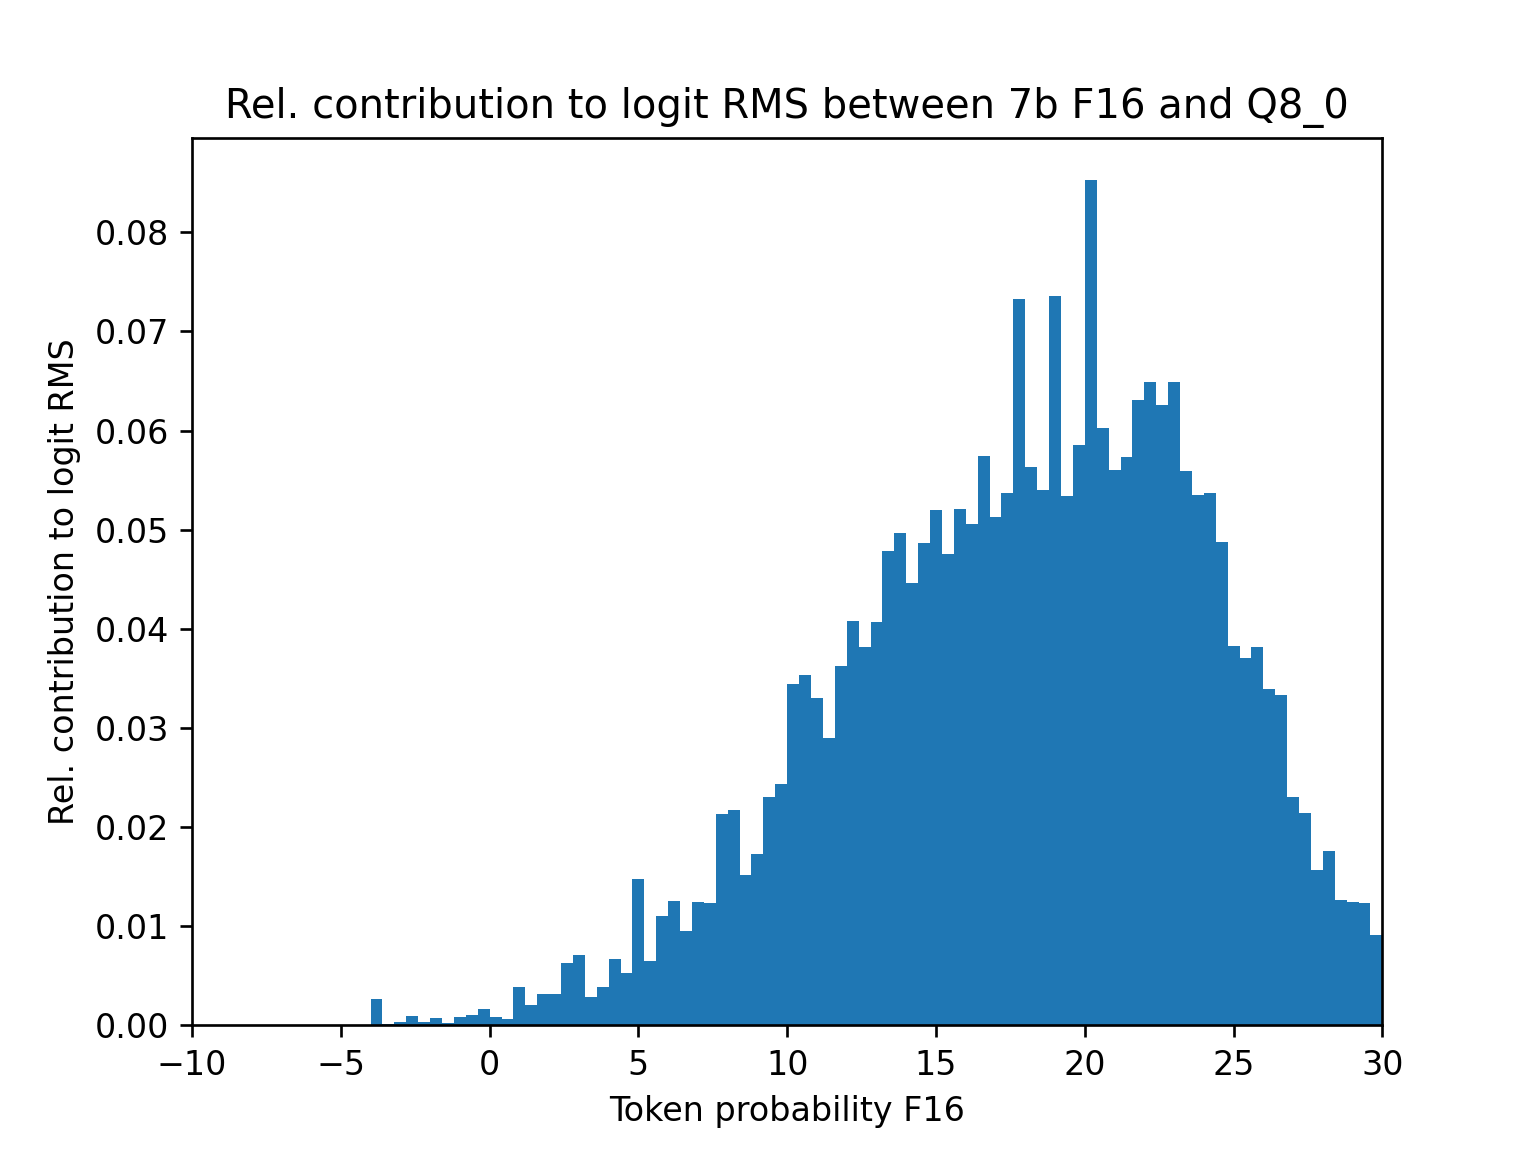 Rel. contribution to logit RMS between 7b F16 and Q8_0
Rel. contribution to logit RMS
0.08
0.07
0.06
0.05
0.04
0.03
0.02
0.01
0.00
−10 −5 0 5 10 15 20 25 30
Token probability F16